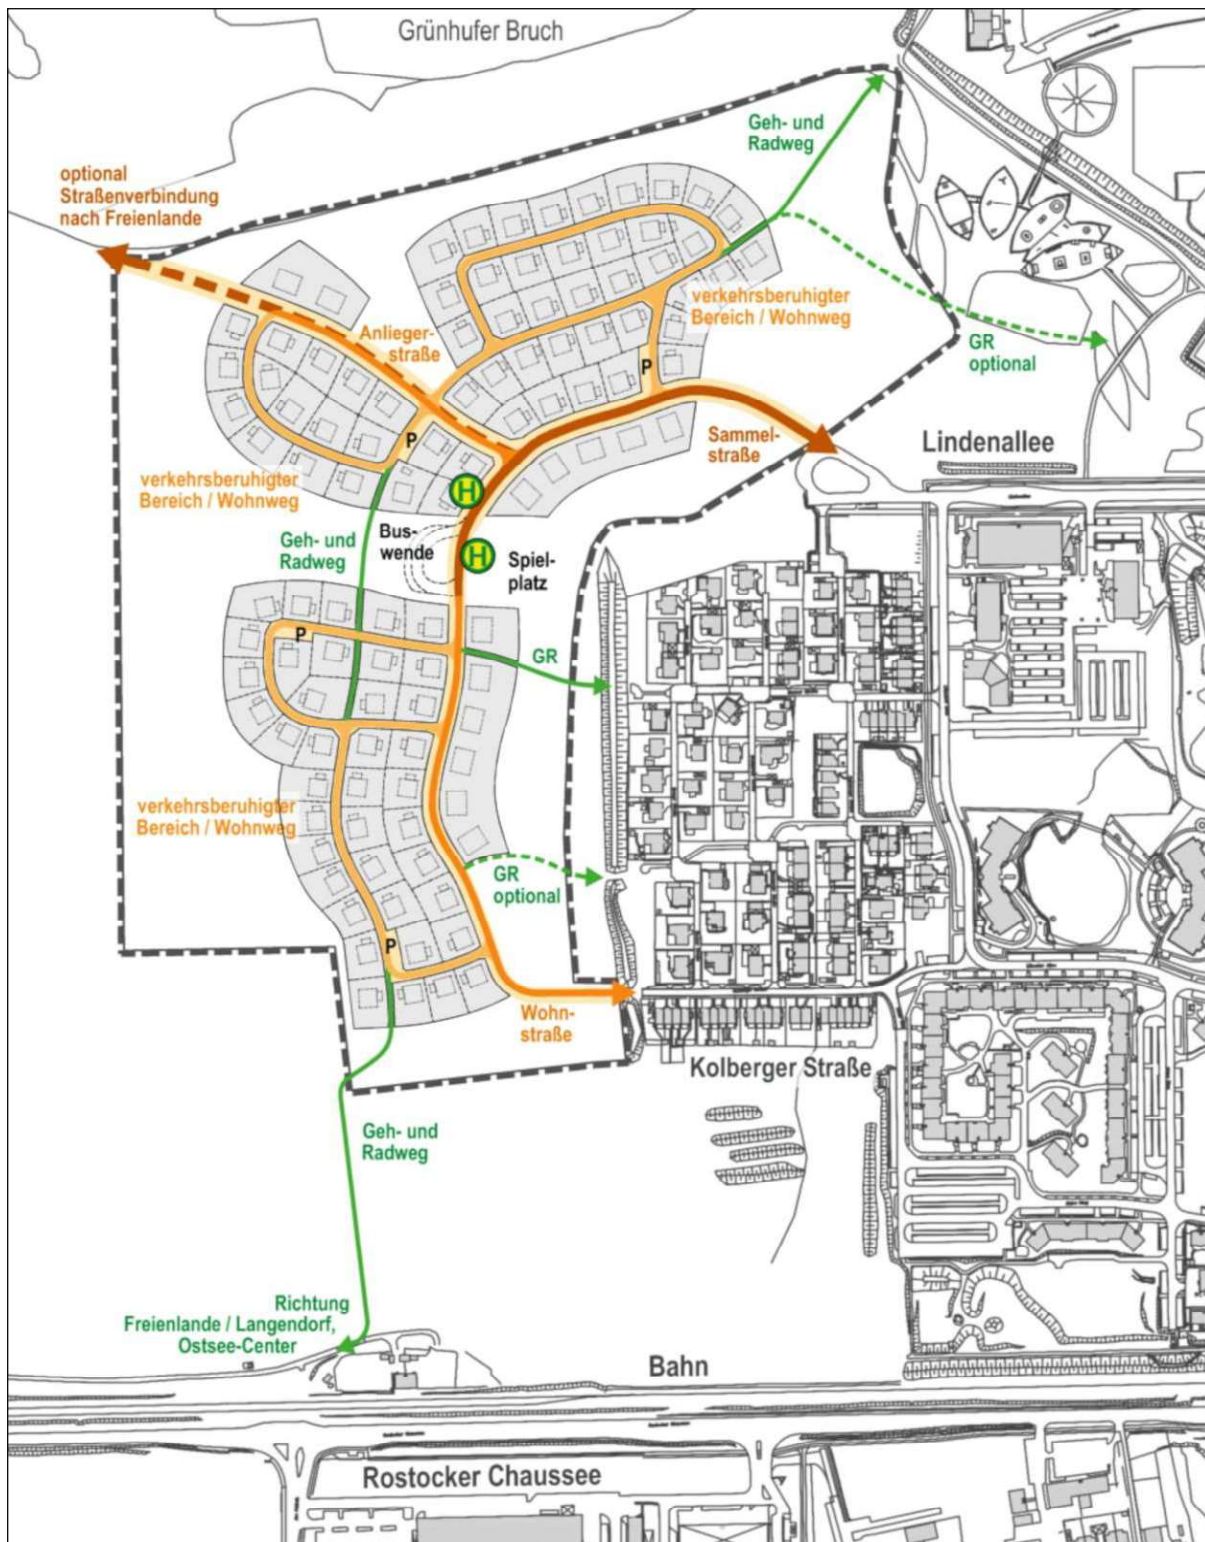 Grünhufer Bruch
Geh- und
Radweg
optional
Straßenverbindung
nach Freienlande
verkehrsberuhigter
Bereich / Wohnweg
Anlieger-
straße
GR
optional
P
P
Sammel-
straße
Lindenallee
verkehrsberuhigter
Bereich / Wohnweg
H
Bus-
wende
Geh- und
Radweg
H
Spiel-
platz
P
GR
verkehrsberuhigter
Bereich / Wohnweg
GR
optional
P
Wohn-
straße
Kolberger Straße
Geh- und
Radweg
Richtung
Freienlande / Langendorf,
Ostsee-Center
Bahn
Rostocker Chaussee